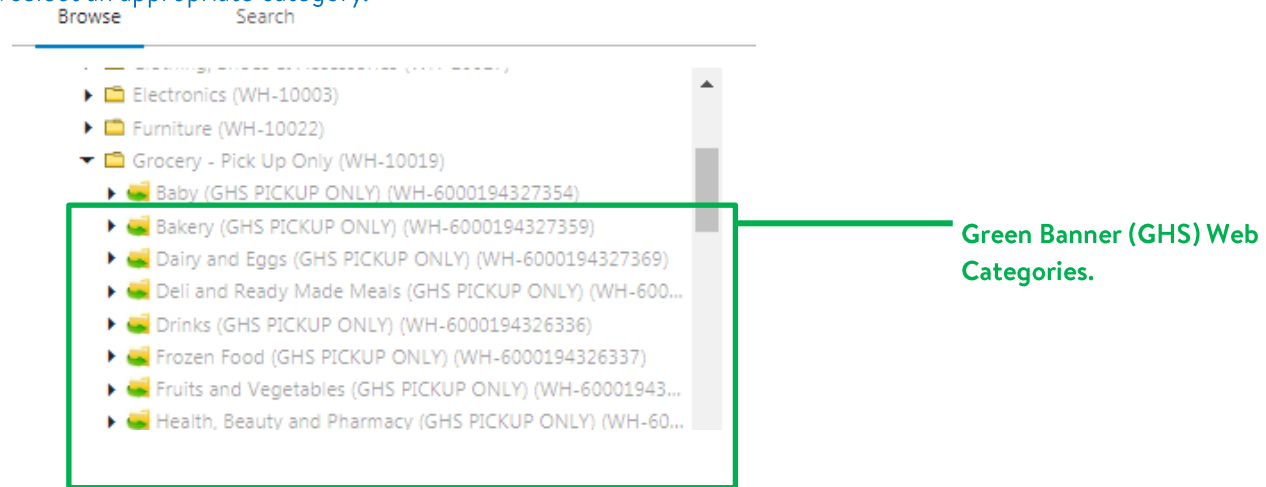 select an appropriate category.
Browse Search
Electronics (WH-10003)
Furniture (WH-10022)
Grocery - Pick Up Only (WH-10019)
Baby (GHS PICKUP ONLY) (WH-6000194327354)
Bakery (GHS PICKUP ONLY) (WH-6000194327359)
Dairy and Eggs (GHS PICKUP ONLY) (WH-6000194327369)
Deli and Ready Made Meals (GHS PICKUP ONLY) (WH-600...
Drinks (GHS PICKUP ONLY) (WH-6000194326336)
Frozen Food (GHS PICKUP ONLY) (WH-6000194326337)
Fruits and Vegetables (GHS PICKUP ONLY) (WH-60001943...
Health, Beauty and Pharmacy (GHS PICKUP ONLY) (WH-60...
Green Banner (GHS) Web
Categories.